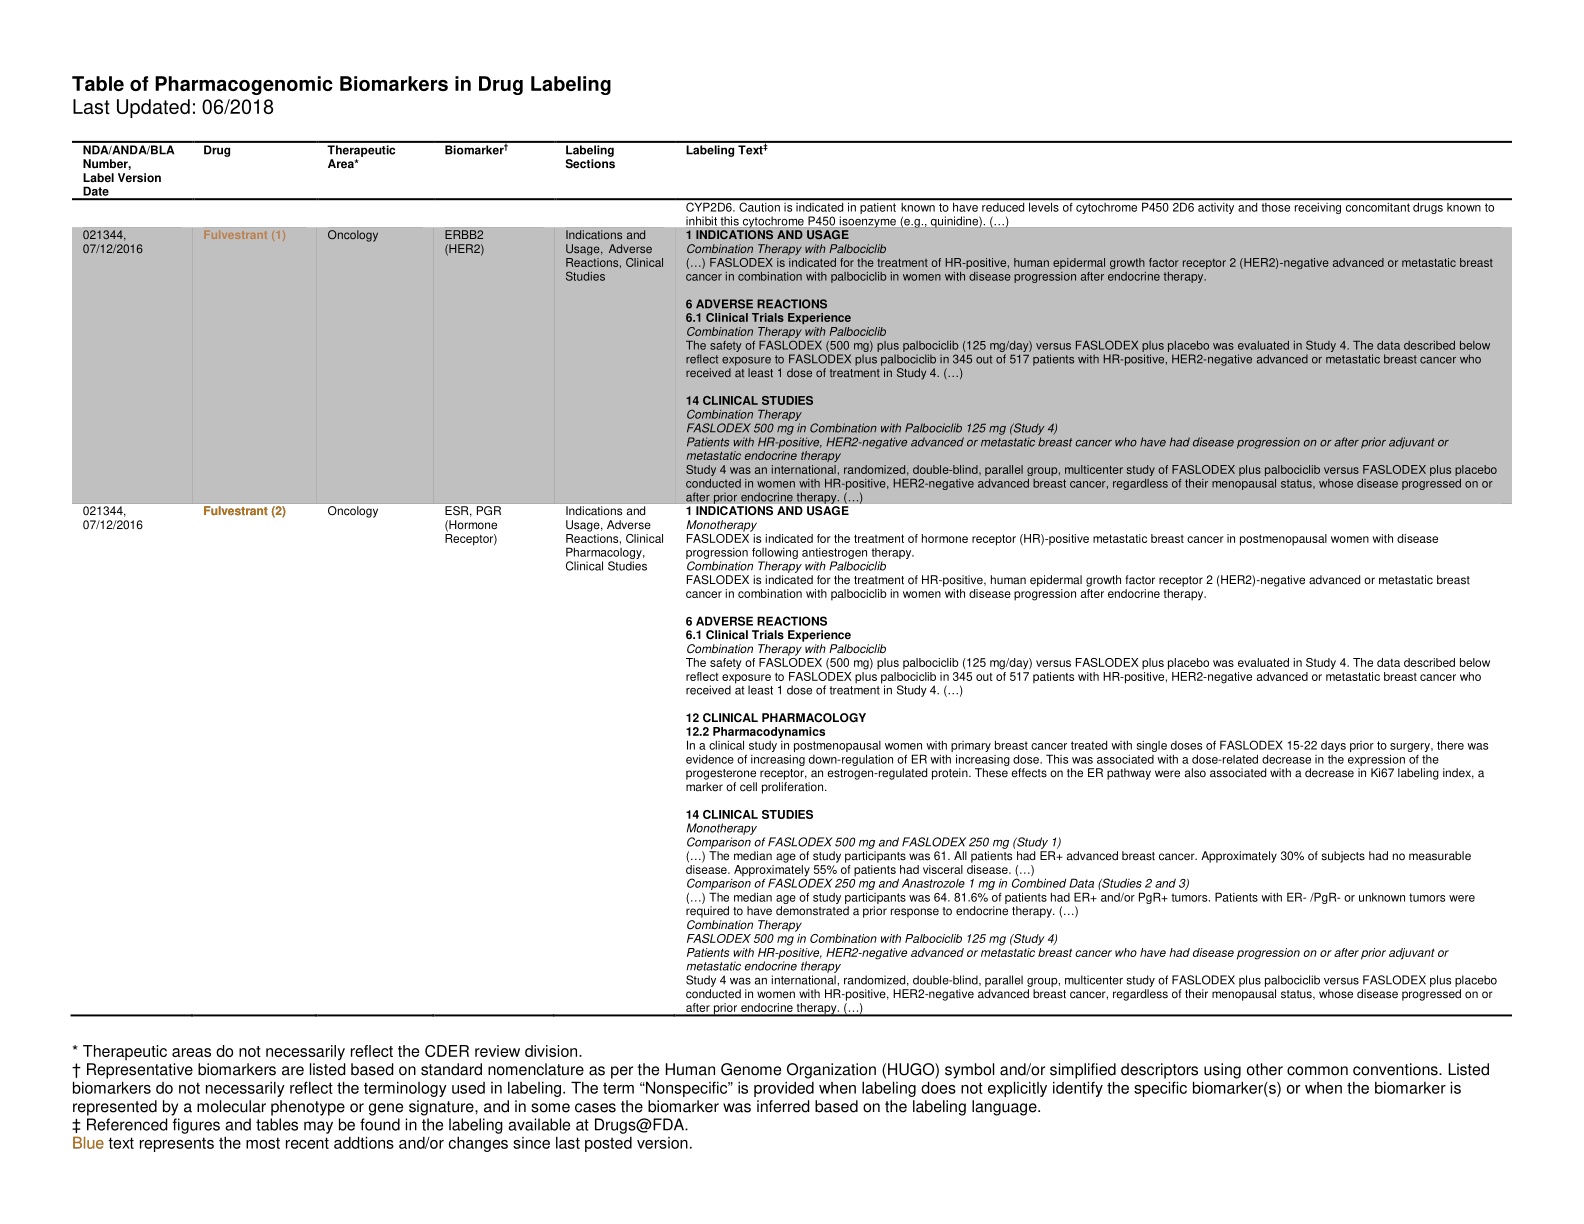 Table of Pharmacogenomic Biomarkers in Drug Labeling
Last Updated: 06/2018
NDA/ANDA/BLA Number, Label Version Date
Drug
Therapeutic Area*
Biomarker†
Labeling Sections
Labeling Text‡
CYP2D6. Caution is indicated in patient known to have reduced levels of cytochrome P450 2D6 activity and those receiving concomitant drugs known to
inhibit this cytochrome P450 isoenzyme (e.g., quinidine). (…)
021344,
07/12/2016
Fulvestrant (1)
Oncology
ERBB2
(HER2)
Indications and
Usage, Adverse
Reactions, Clinical
Studies
1 INDICATIONS AND USAGE
Combination Therapy with Palbociclib
(…) FASLODEX is indicated for the treatment of HR-positive, human epidermal growth factor receptor 2 (HER2)-negative advanced or metastatic breast
cancer in combination with palbociclib in women with disease progression after endocrine therapy.
6 ADVERSE REACTIONS
6.1 Clinical Trials Experience
Combination Therapy with Palbociclib
The safety of FASLODEX (500 mg) plus palbociclib (125 mg/day) versus FASLODEX plus placebo was evaluated in Study 4. The data described below
reflect exposure to FASLODEX plus palbociclib in 345 out of 517 patients with HR-positive, HER2-negative advanced or metastatic breast cancer who
received at least 1 dose of treatment in Study 4. (…)
14 CLINICAL STUDIES
Combination Therapy
FASLODEX 500 mg in Combination with Palbociclib 125 mg (Study 4)
Patients with HR-positive, HER2-negative advanced or metastatic breast cancer who have had disease progression on or after prior adjuvant or
metastatic endocrine therapy
Study 4 was an international, randomized, double-blind, parallel group, multicenter study of FASLODEX plus palbociclib versus FASLODEX plus placebo
conducted in women with HR-positive, HER2-negative advanced breast cancer, regardless of their menopausal status, whose disease progressed on or
after prior endocrine therapy. (…)
021344,
07/12/2016
Fulvestrant (2)
Oncology
ESR, PGR
(Hormone
Receptor)
Indications and
Usage, Adverse
Reactions, Clinical
Pharmacology,
Clinical Studies
1 INDICATIONS AND USAGE
Monotherapy
FASLODEX is indicated for the treatment of hormone receptor (HR)-positive metastatic breast cancer in postmenopausal women with disease
progression following antiestrogen therapy.
Combination Therapy with Palbociclib
FASLODEX is indicated for the treatment of HR-positive, human epidermal growth factor receptor 2 (HER2)-negative advanced or metastatic breast
cancer in combination with palbociclib in women with disease progression after endocrine therapy.
6 ADVERSE REACTIONS
6.1 Clinical Trials Experience
Combination Therapy with Palbociclib
The safety of FASLODEX (500 mg) plus palbociclib (125 mg/day) versus FASLODEX plus placebo was evaluated in Study 4. The data described below
reflect exposure to FASLODEX plus palbociclib in 345 out of 517 patients with HR-positive, HER2-negative advanced or metastatic breast cancer who
received at least 1 dose of treatment in Study 4. (…)
12 CLINICAL PHARMACOLOGY
12.2 Pharmacodynamics
In a clinical study in postmenopausal women with primary breast cancer treated with single doses of FASLODEX 15-22 days prior to surgery, there was
evidence of increasing down-regulation of ER with increasing dose. This was associated with a dose-related decrease in the expression of the
progesterone receptor, an estrogen-regulated protein. These effects on the ER pathway were also associated with a decrease in Ki67 labeling index, a
marker of cell proliferation.
14 CLINICAL STUDIES
Monotherapy
Comparison of FASLODEX 500 mg and FASLODEX 250 mg (Study 1)
(…) The median age of study participants was 61. All patients had ER+ advanced breast cancer. Approximately 30% of subjects had no measurable
disease. Approximately 55% of patients had visceral disease. (…)
Comparison of FASLODEX 250 mg and Anastrozole 1 mg in Combined Data (Studies 2 and 3)
(…) The median age of study participants was 64. 81.6% of patients had ER+ and/or PgR+ tumors. Patients with ER- /PgR- or unknown tumors were
required to have demonstrated a prior response to endocrine therapy. (…)
Combination Therapy
FASLODEX 500 mg in Combination with Palbociclib 125 mg (Study 4)
Patients with HR-positive, HER2-negative advanced or metastatic breast cancer who have had disease progression on or after prior adjuvant or
metastatic endocrine therapy
Study 4 was an international, randomized, double-blind, parallel group, multicenter study of FASLODEX plus palbociclib versus FASLODEX plus placebo
conducted in women with HR-positive, HER2-negative advanced breast cancer, regardless of their menopausal status, whose disease progressed on or
after prior endocrine therapy. (…)
* Therapeutic areas do not necessarily reflect the CDER review division.
† Representative biomarkers are listed based on standard nomenclature as per the Human Genome Organization (HUGO) symbol and/or simplified descriptors using other common conventions. Listed
biomarkers do not necessarily reflect the terminology used in labeling. The term “Nonspecific” is provided when labeling does not explicitly identify the specific biomarker(s) or when the biomarker is
represented by a molecular phenotype or gene signature, and in some cases the biomarker was inferred based on the labeling language.
‡ Referenced figures and tables may be found in the labeling available at Drugs@FDA.
Blue text represents the most recent addtions and/or changes since last posted version.